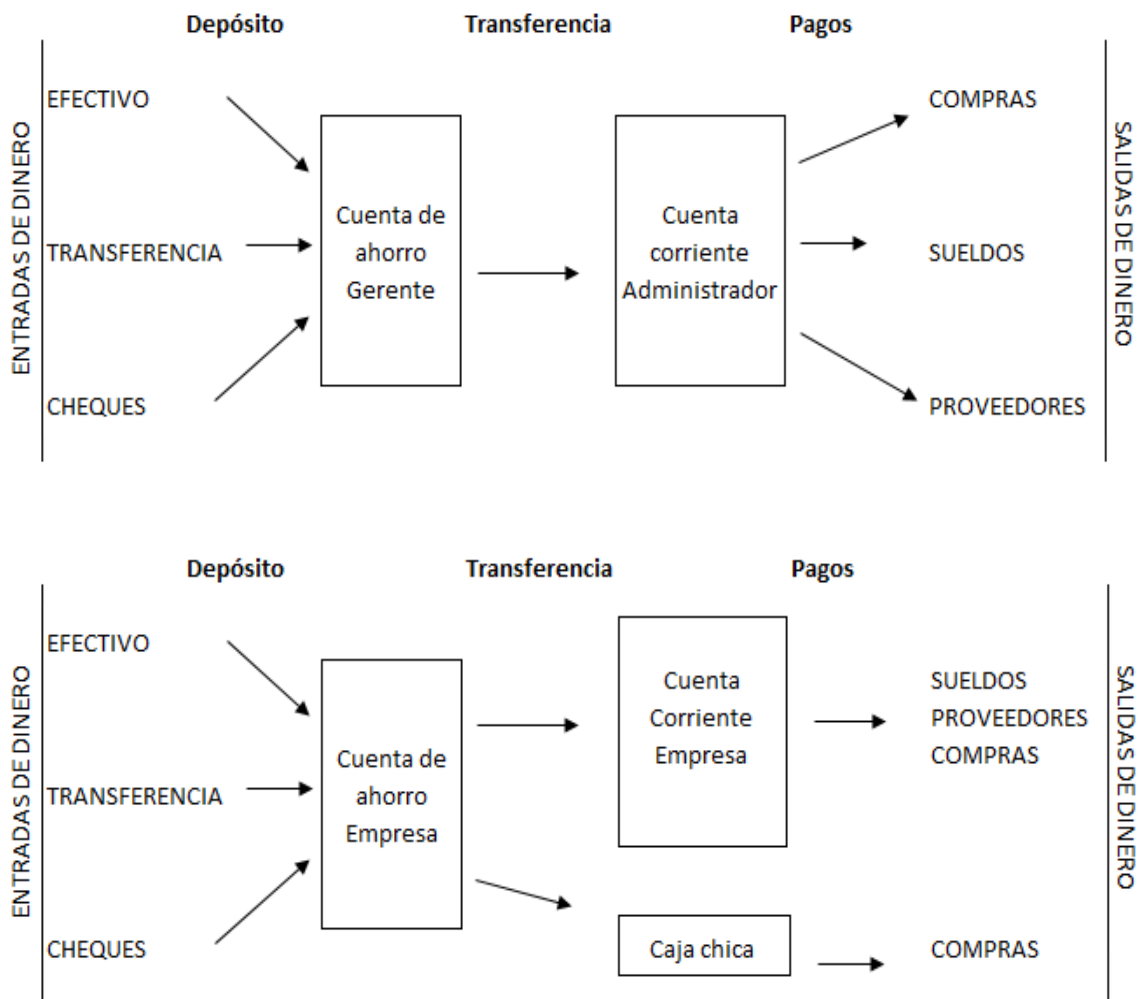 Depósito Transferencia Pagos
ENTRADAS DE DINERO
EFECTIVO
TRANSFERENCIA
CHEQUES
Cuenta de
ahorro
Gerente
Cuenta
corriente
Administrador
COMPRAS
SUELDOS
PROVEEDORES
SALIDAS DE DINERO
Depósito Transferencia Pagos
ENTRADAS DE DINERO
EFECTIVO
TRANSFERENCIA
CHEQUES
Cuenta de
ahorro
Empresa
Cuenta
Corriente
Empresa
Caja chica
SUELDOS
PROVEEDORES
COMPRAS
COMPRAS
SALIDAS DE DINERO